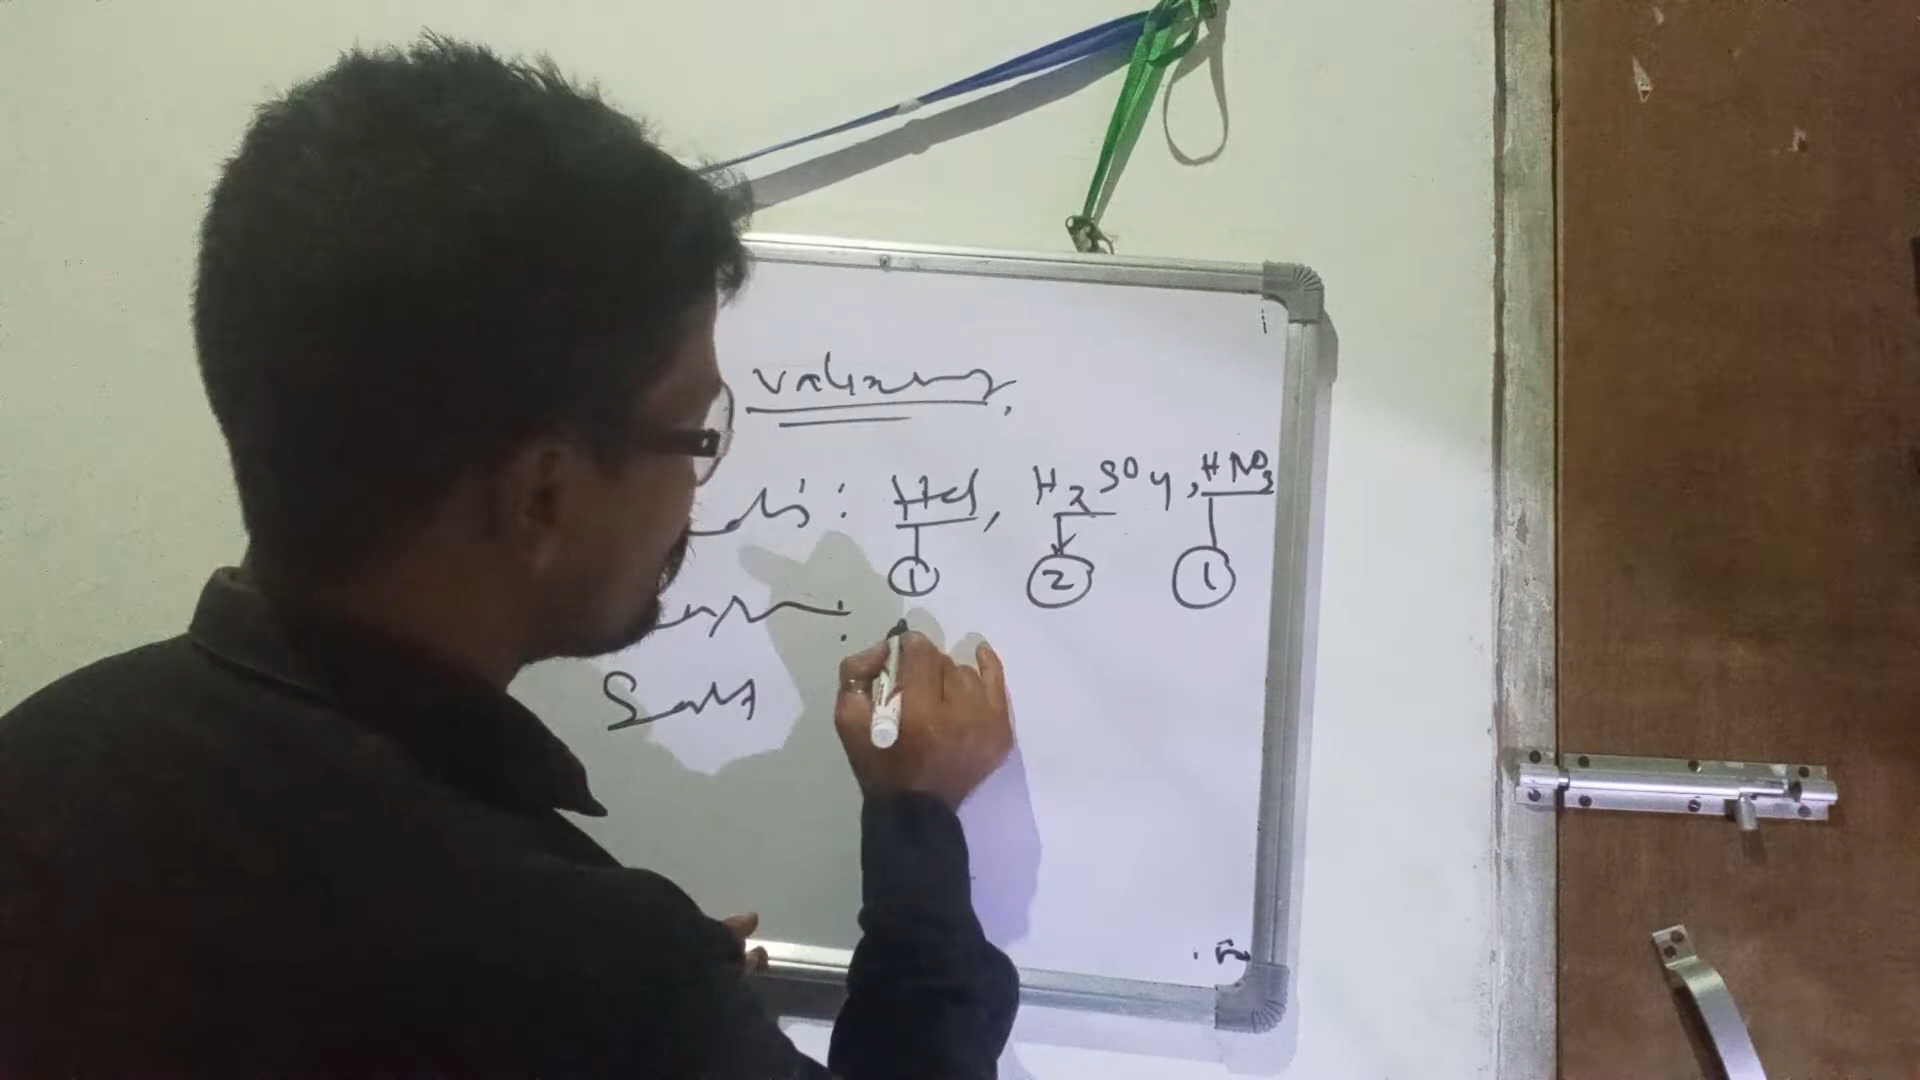 valency,
: HCl, H2SO4, HNO3
1 2 1
:
Salt